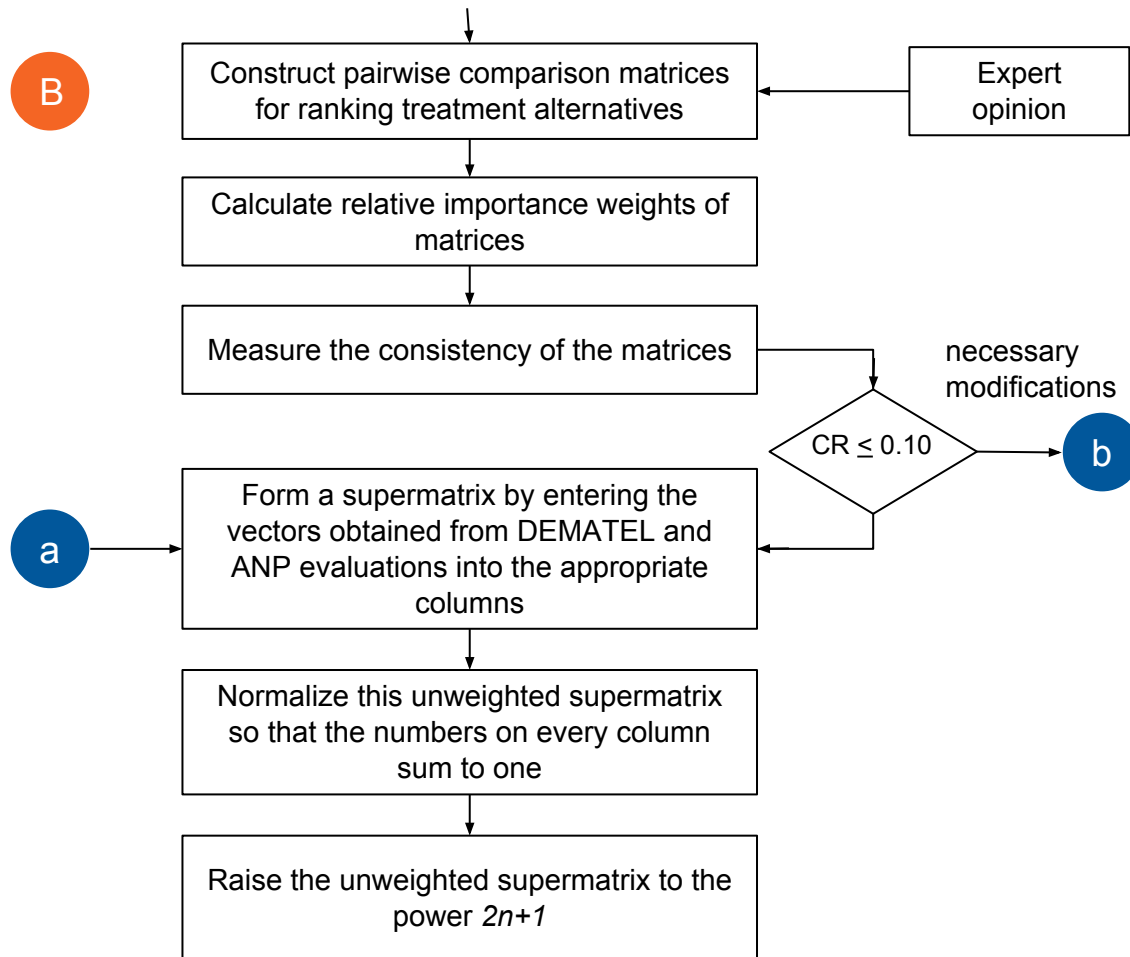 B
Construct pairwise comparison matrices
for ranking treatment alternatives
Expert
opinion
Calculate relative importance weights of
matrices
Measure the consistency of the matrices
necessary
modifications
CR ≤ 0.10
b
a
Form a supermatrix by entering the
vectors obtained from DEMATEL and
ANP evaluations into the appropriate
columns
Normalize this unweighted supermatrix
so that the numbers on every column
sum to one
Raise the unweighted supermatrix to the
power 2n+1